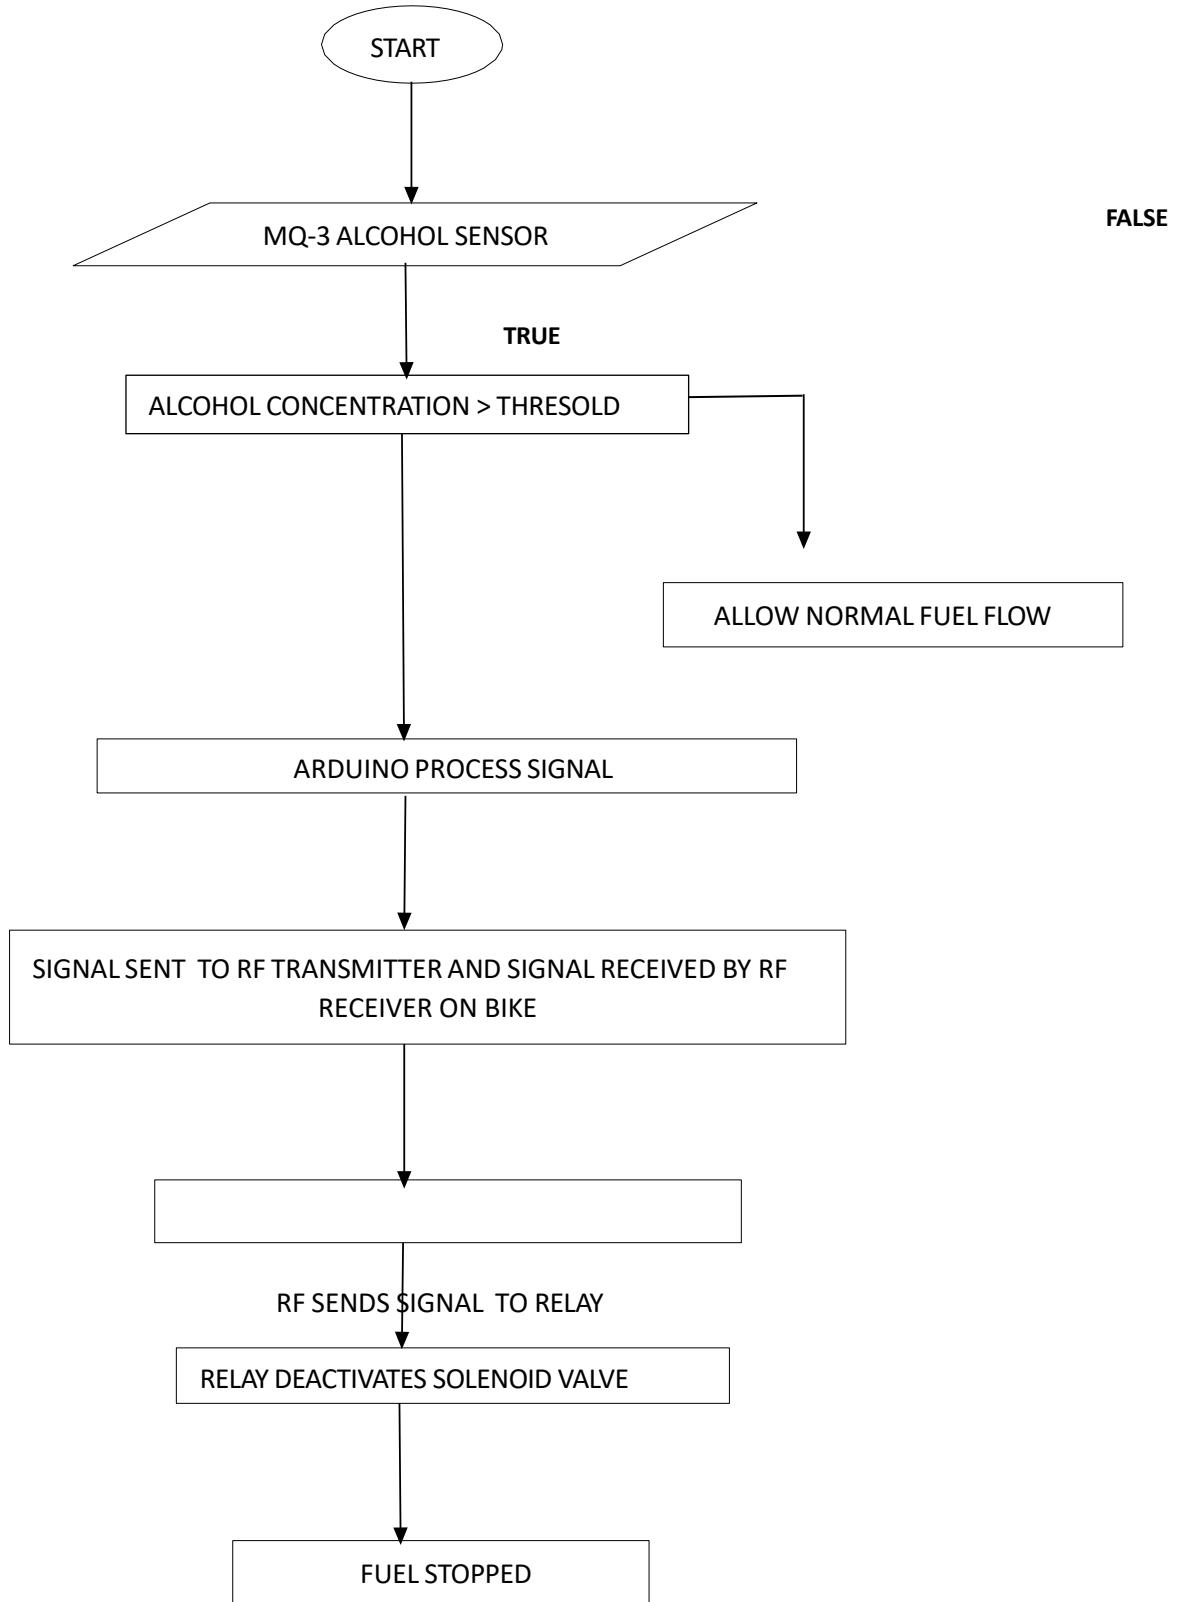 START
MQ-3 ALCOHOL SENSOR
FALSE
TRUE
ALCOHOL CONCENTRATION > THRESOLD
ALLOW NORMAL FUEL FLOW
ARDUINO PROCESS SIGNAL
SIGNAL SENT  TO RF TRANSMITTER AND SIGNAL RECEIVED BY RF
RECEIVER ON BIKE
RF SENDS SIGNAL  TO RELAY
RELAY DEACTIVATES SOLENOID VALVE
FUEL STOPPED